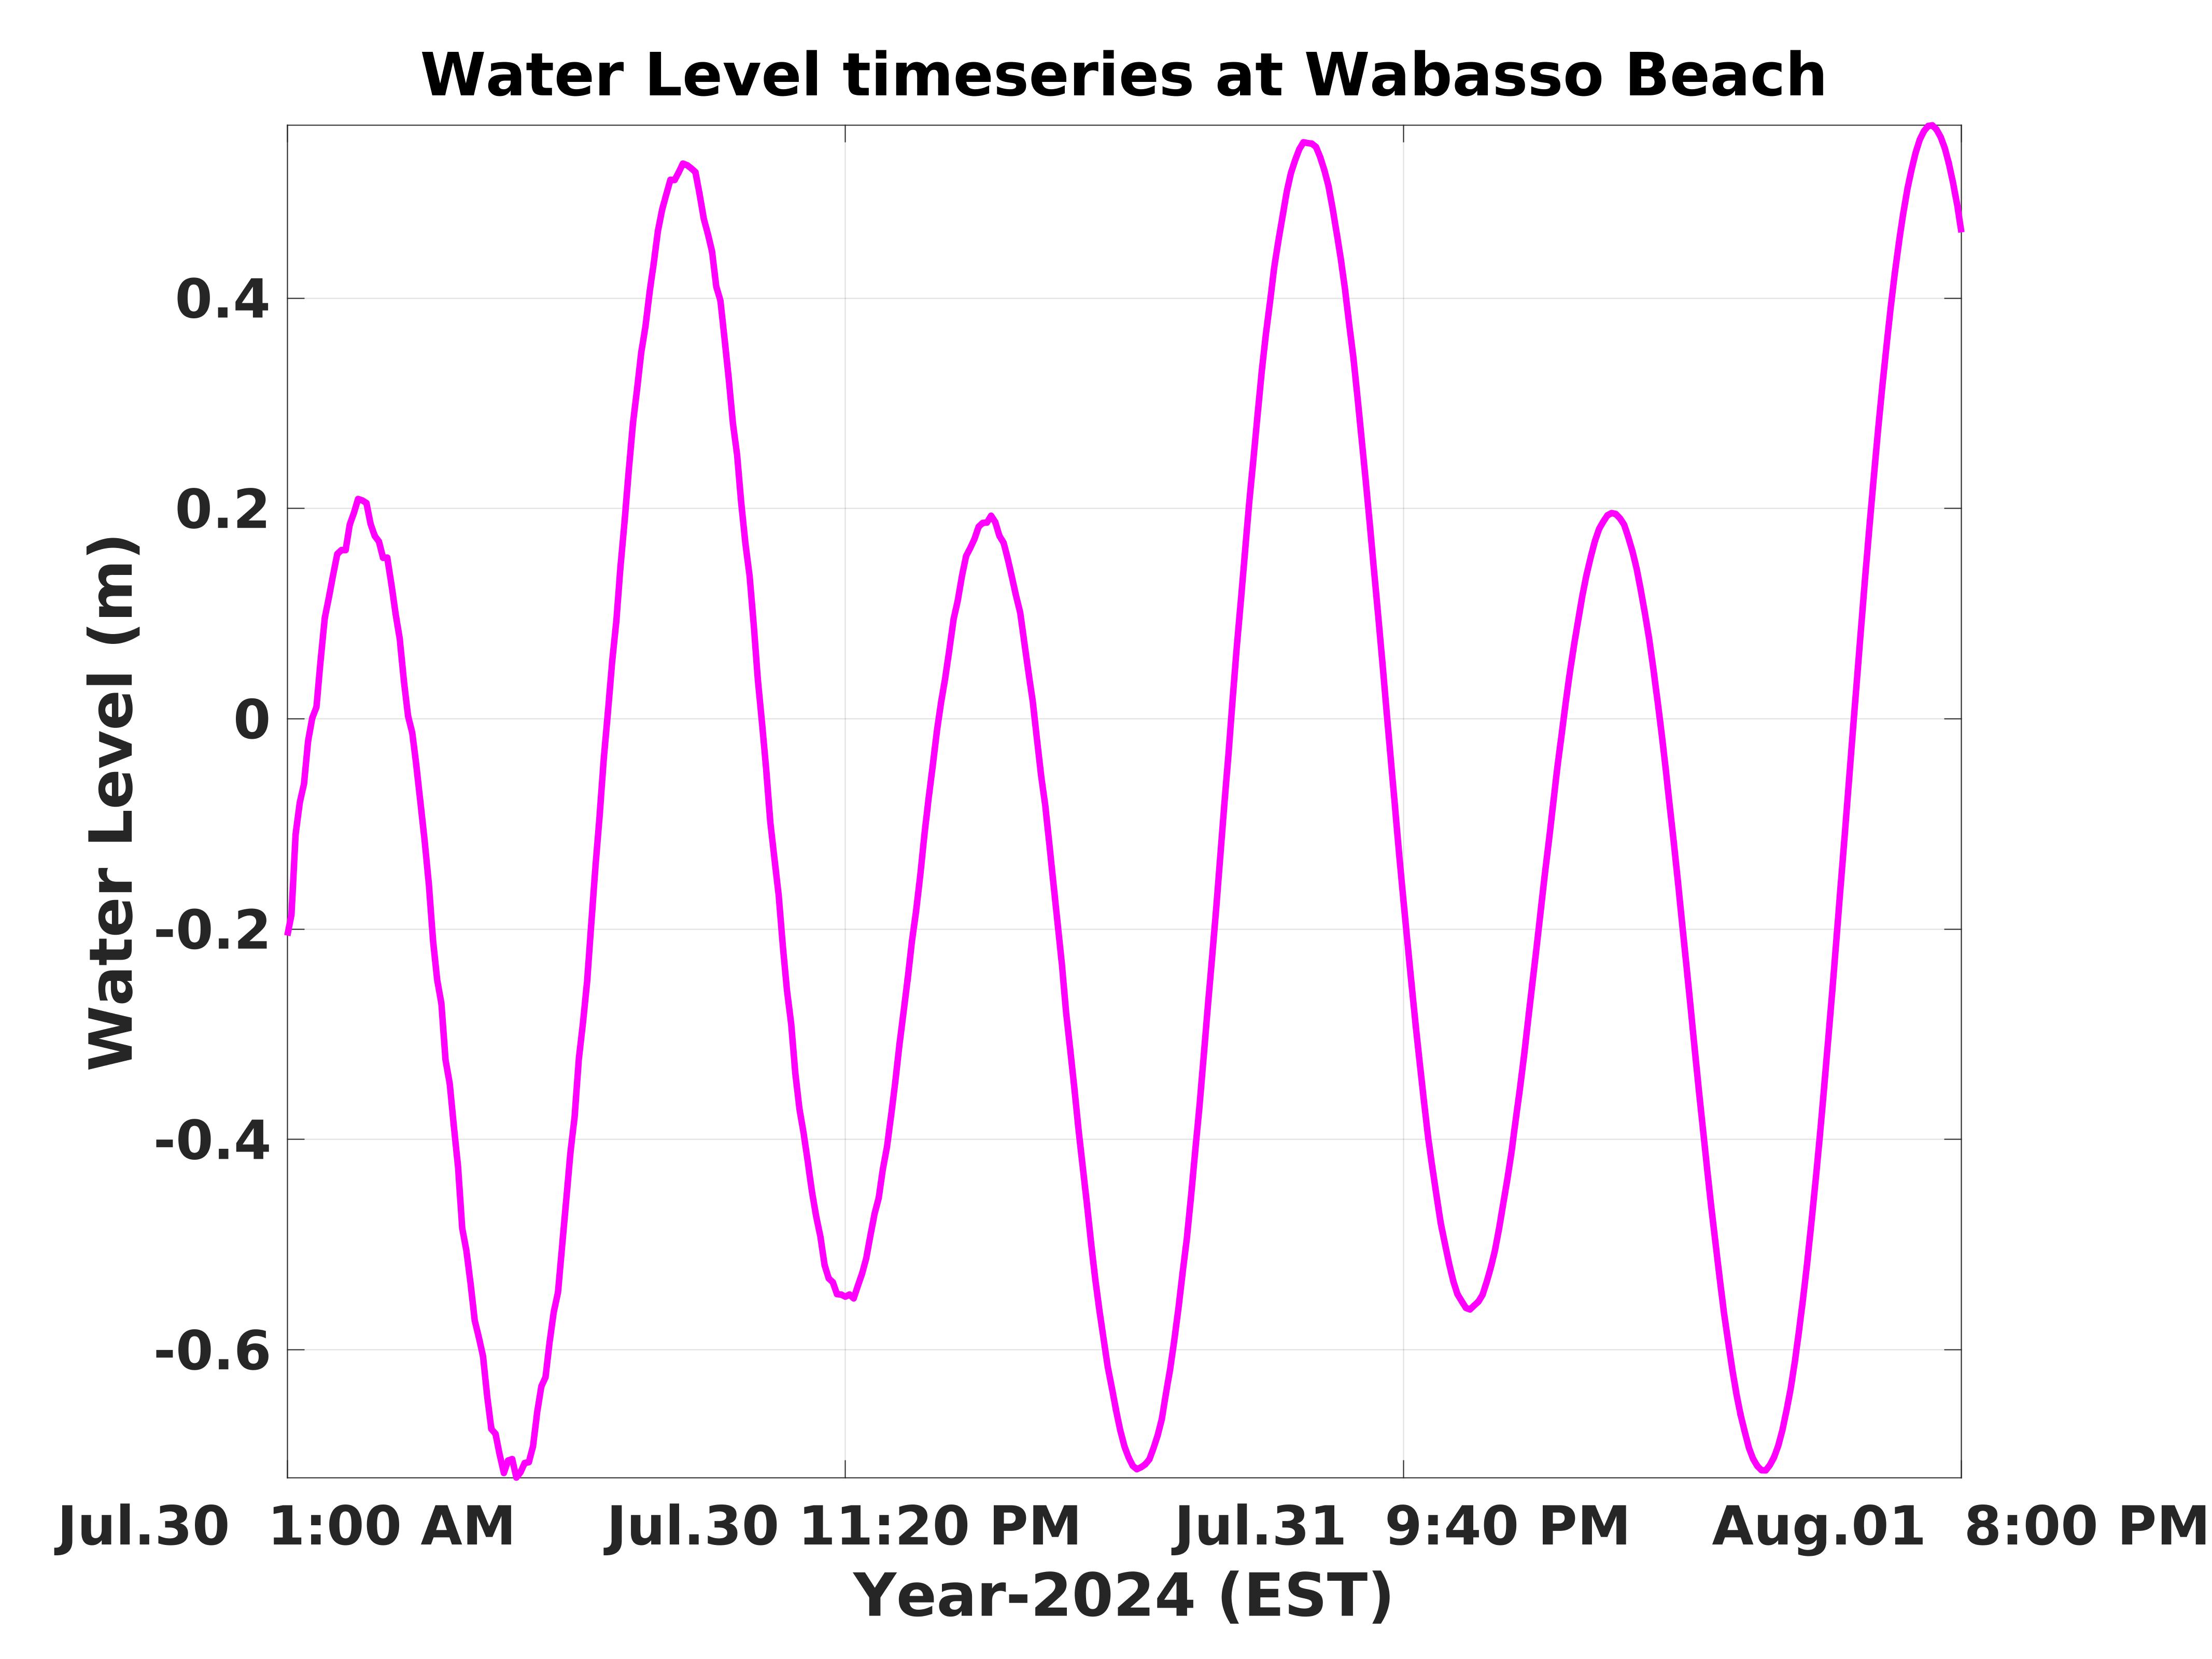 Water Level timeseries at Wabasso Beach
0.4
0.2
0
-0.2
-0.4
-0.6
Water Level (m)
Jul.30  1:00 AM
Jul.30 11:20 PM
Jul.31  9:40 PM
Aug.01  8:00 PM
Year-2024 (EST)